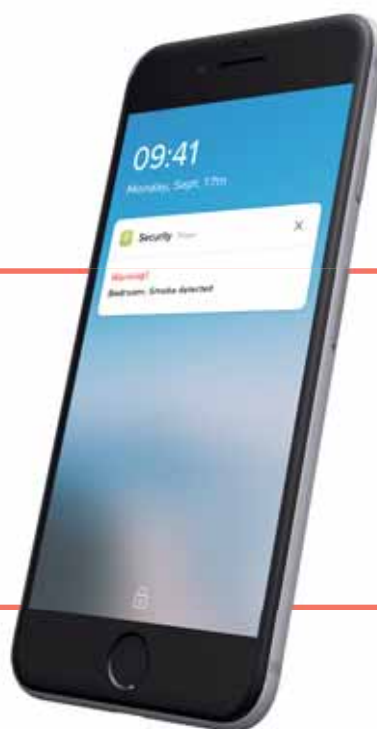 09:41
Monday, Sept. 17th
Security
X
Warning!
Bedroom: Smoke detected